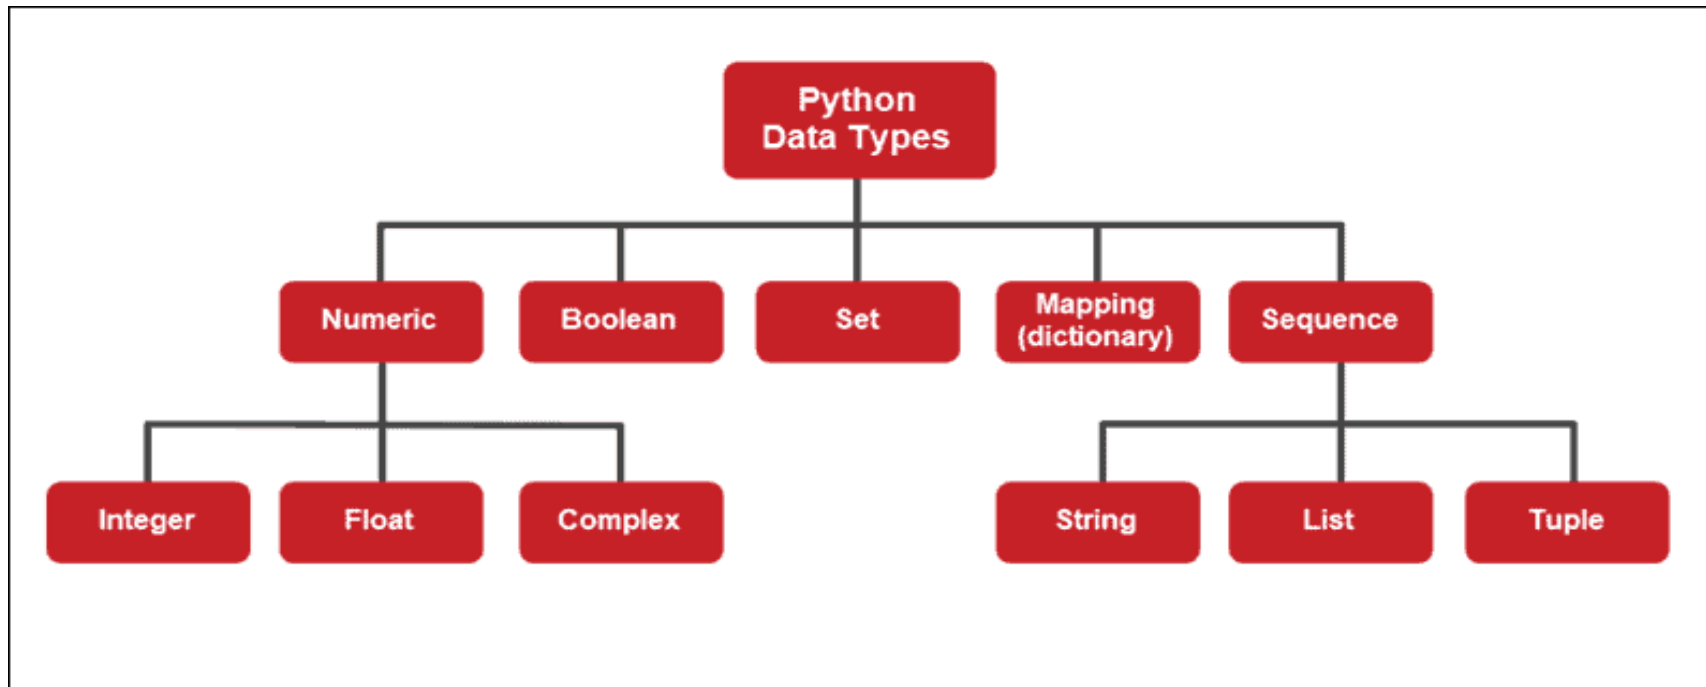 Python
Data Types
Numeric
Boolean
Set
Mapping
(dictionary)
Sequence
Integer
Float
Complex
String
List
Tuple